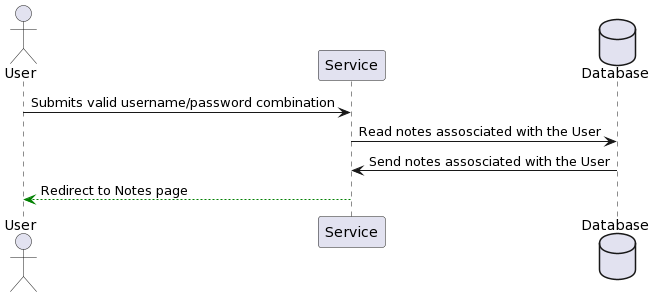 User
Service
Database
Submits valid username/password combination
Read notes assosciated with the User
Send notes assosciated with the User
Redirect to Notes page
User
Service
Database